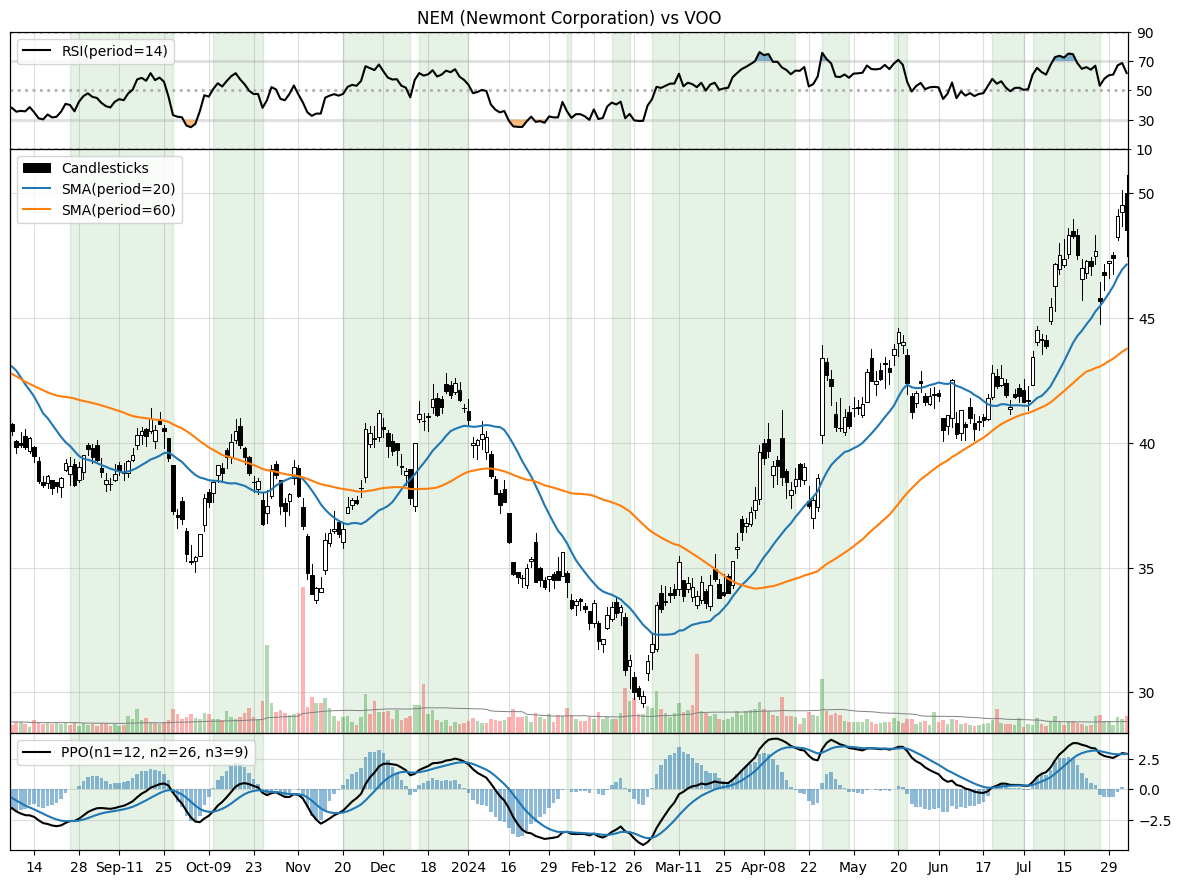 NEM (Newmont Corporation) vs VOO
90
RSI(period=14)
70
50
30
10
Candlesticks
SMA(period=20)
SMA(period=60)
50
45
40
35
30
PPO(n1=12, n2=26, n3=9)
2.5
0.0
−2.5
14 28 Sep-11 25 Oct-09 23 Nov 20 Dec 18 2024 16 29 Feb-12 26 Mar-11 25 Apr-08 22 May 20 Jun 17 Jul 15 29